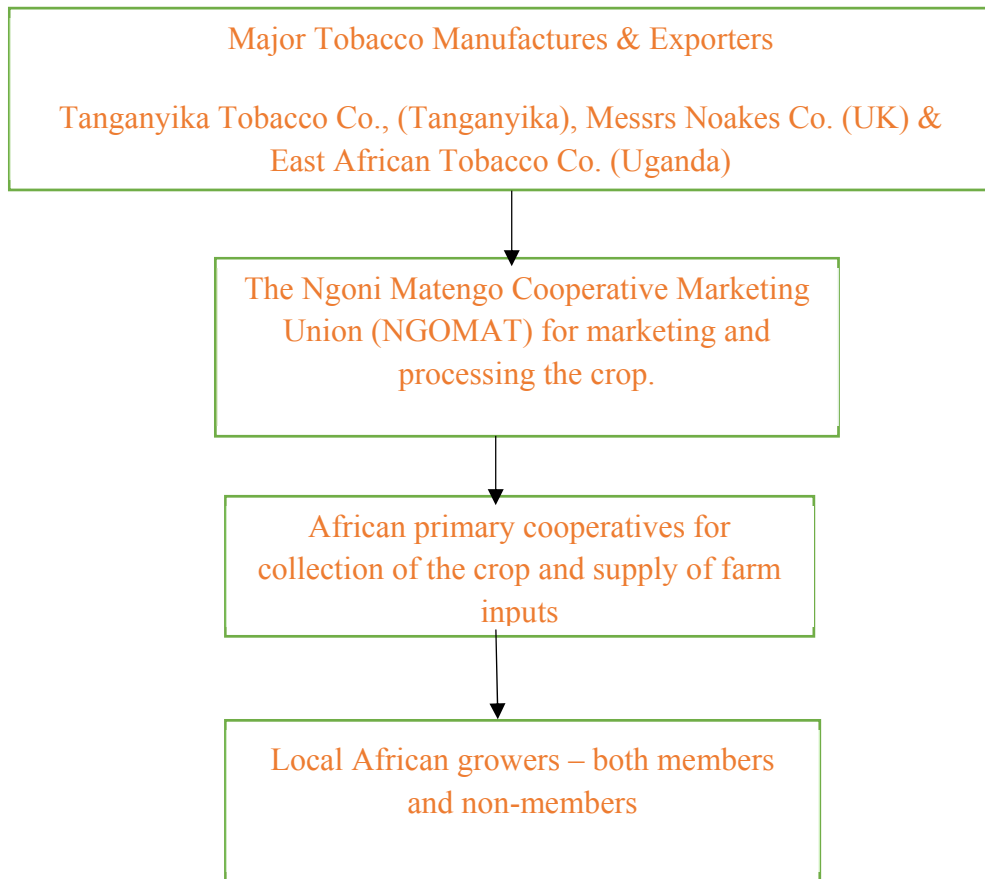 Major Tobacco Manufactures & Exporters
Tanganyika Tobacco Co., (Tanganyika), Messrs Noakes Co. (UK) &
East African Tobacco Co. (Uganda)
The Ngoni Matengo Cooperative Marketing
Union (NGOMAT) for marketing and
processing the crop.
African primary cooperatives for
collection of the crop and supply of farm
inputs
Local African growers – both members
and non-members